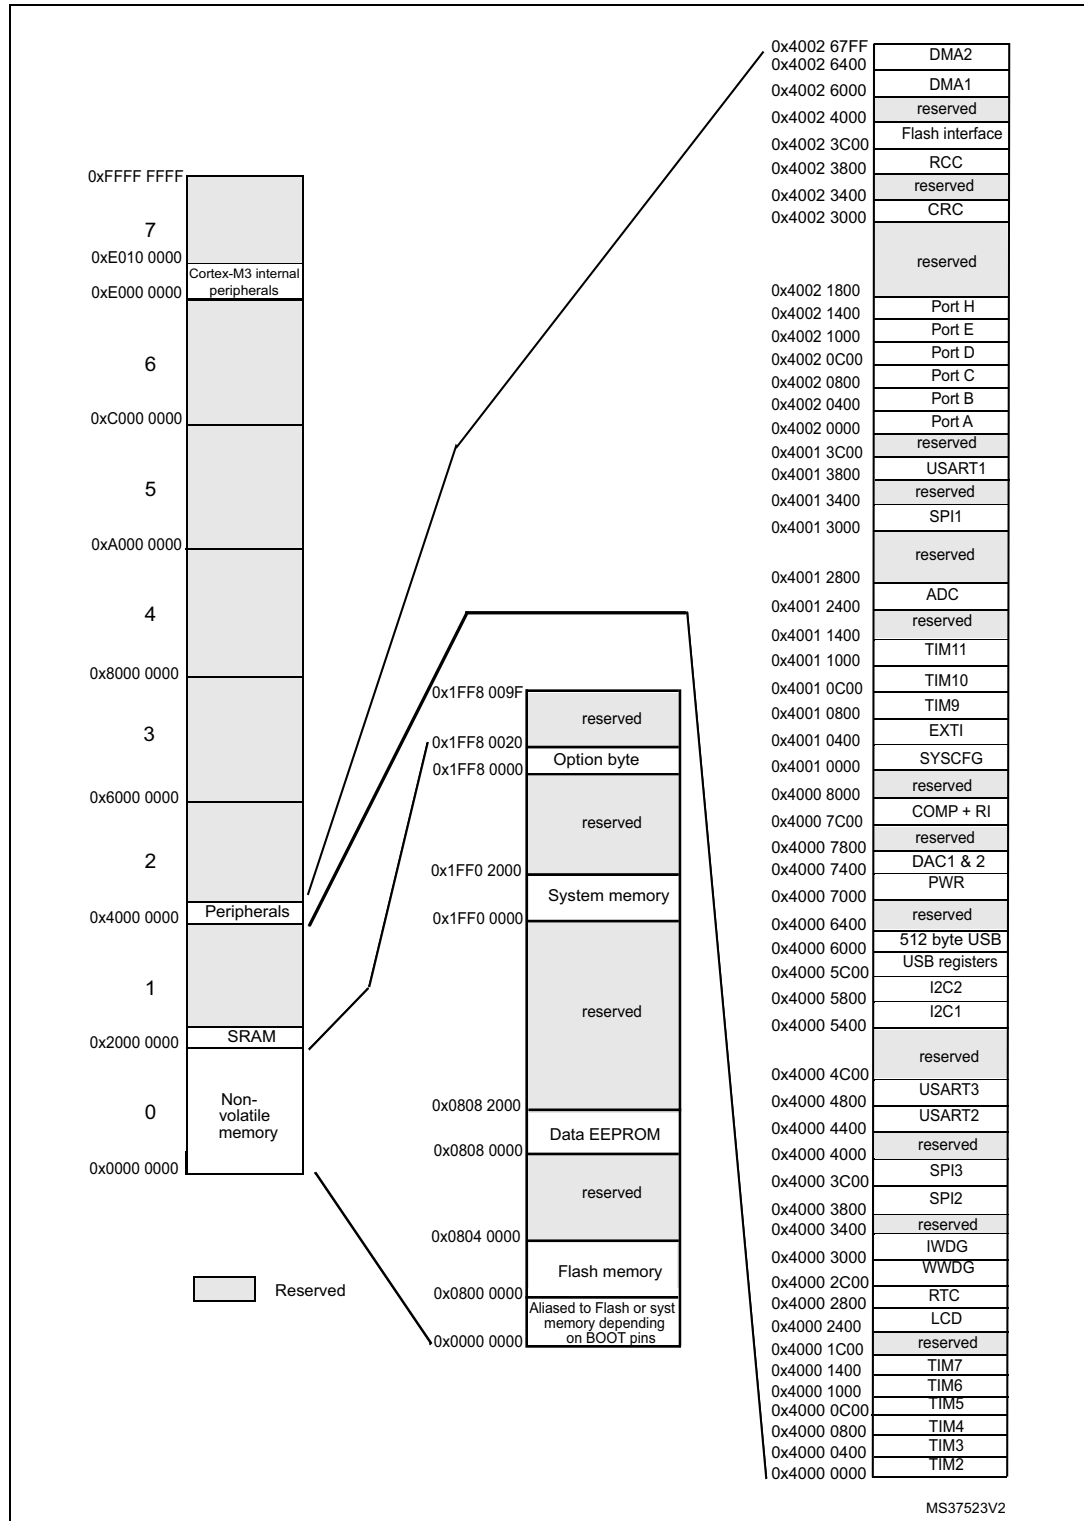 0xFFFF FFFF
7
0xE010 0000
Cortex-M3 internal
peripherals
0xE000 0000
6
0xC000 0000
5
0xA000 0000
4
0x8000 0000
3
0x6000 0000
2
Peripherals
0x4000 0000
1
SRAM
0x2000 0000
0
Non-
volatile
memory
0x0000 0000
Reserved
0x1FF8 009F
reserved
0x1FF8 0020
Option byte
0x1FF8 0000
reserved
0x1FF0 2000
System memory
0x1FF0 0000
reserved
0x0808 2000
Data EEPROM
0x0808 0000
reserved
0x0804 0000
Flash memory
0x0800 0000
Aliased to Flash or syst
memory depending
on BOOT pins
0x0000 0000
0x4002 67FF
DMA2
0x4002 6400
DMA1
0x4002 6000
reserved
0x4002 4000
Flash interface
0x4002 3C00
RCC
0x4002 3800
reserved
0x4002 3400
CRC
0x4002 3000
reserved
0x4002 1800
Port H
0x4002 1400
Port E
0x4002 1000
Port D
0x4002 0C00
Port C
0x4002 0800
Port B
0x4002 0400
Port A
0x4002 0000
reserved
0x4001 3C00
USART1
0x4001 3800
reserved
0x4001 3400
SPI1
0x4001 3000
reserved
0x4001 2800
ADC
0x4001 2400
reserved
0x4001 1400
TIM11
0x4001 1000
TIM10
0x4001 0C00
TIM9
0x4001 0800
EXTI
0x4001 0400
SYSCFG
0x4001 0000
reserved
0x4000 8000
COMP + RI
0x4000 7C00
reserved
0x4000 7800
DAC1 & 2
0x4000 7400
PWR
0x4000 7000
reserved
0x4000 6400
512 byte USB
0x4000 6000
USB registers
0x4000 5C00
I2C2
0x4000 5800
I2C1
0x4000 5400
reserved
0x4000 4C00
USART3
0x4000 4800
USART2
0x4000 4400
reserved
0x4000 4000
SPI3
0x4000 3C00
SPI2
0x4000 3800
reserved
0x4000 3400
IWDG
0x4000 3000
WWDG
0x4000 2C00
RTC
0x4000 2800
LCD
0x4000 2400
reserved
0x4000 1C00
TIM7
0x4000 1400
TIM6
0x4000 1000
TIM5
0x4000 0C00
TIM4
0x4000 0800
TIM3
0x4000 0400
TIM2
0x4000 0000
MS37523V2